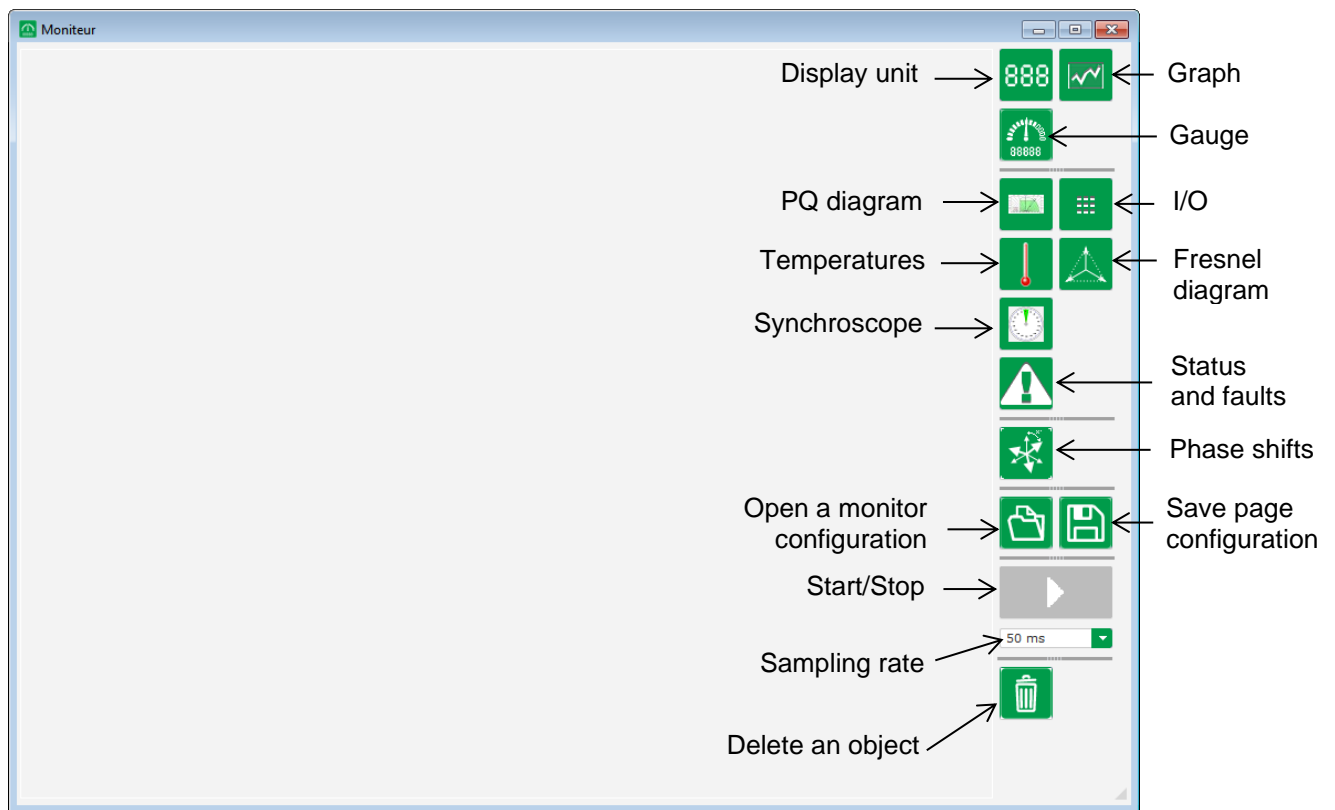 Moniteur
Display unit
888
Graph
88888
Gauge
PQ diagram
I/O
Temperatures
Fresnel
diagram
Synchroscope
Status
and faults
Phase shifts
Open a monitor
configuration
Save page
configuration
Start/Stop
50 ms
Sampling rate
Delete an object